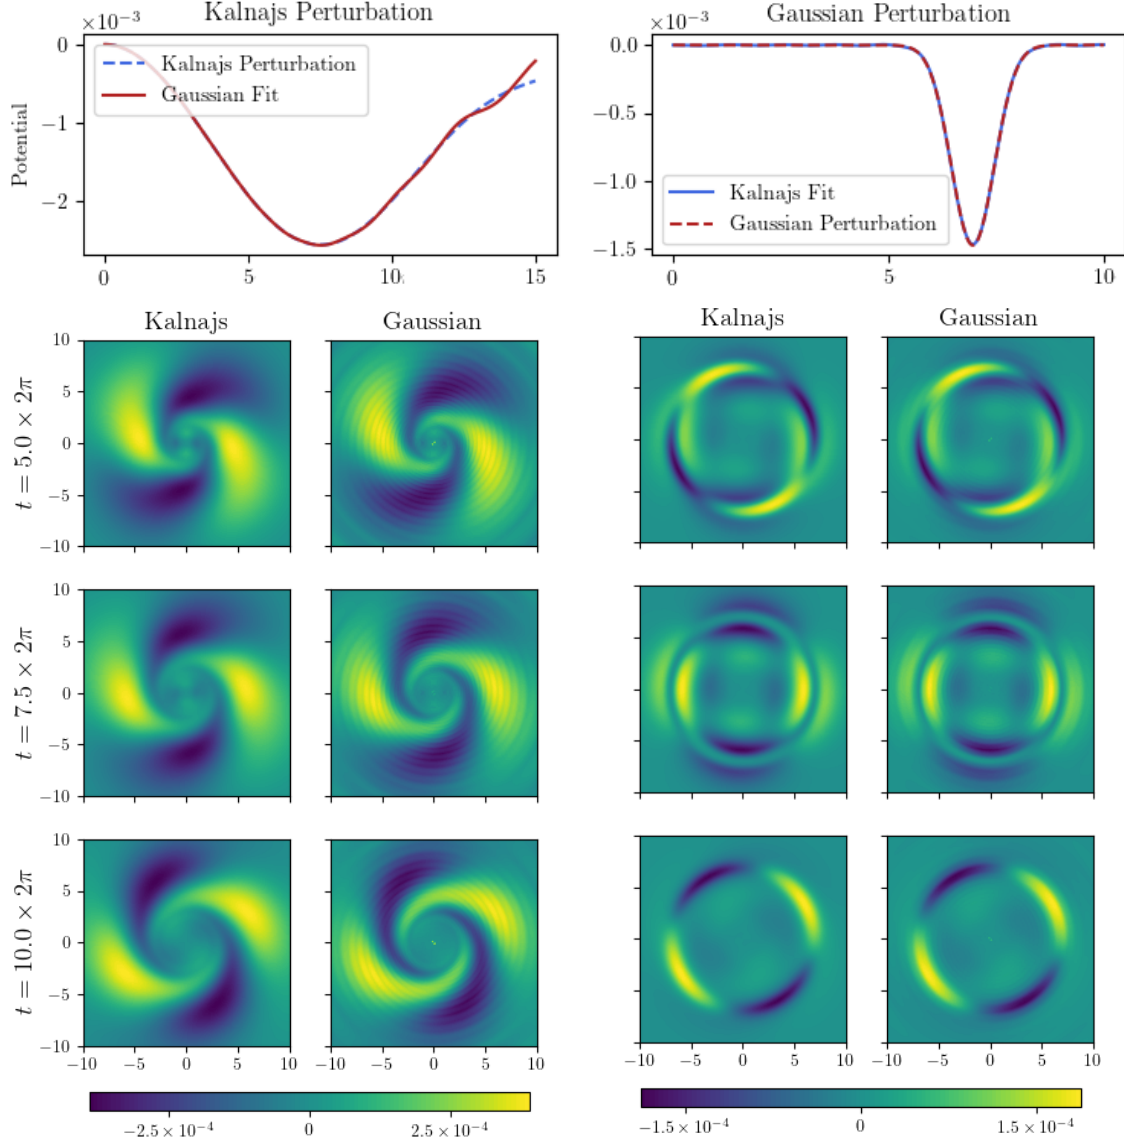 Kalnajs Perturbation
×10⁻³
0
−1
−2
Potential
Kalnajs Perturbation
Gaussian Fit
0 5 10 15
Gaussian Perturbation
×10⁻³
0.0
−0.5
−1.0
−1.5
Kalnajs Fit
Gaussian Perturbation
0 5 10
Kalnajs Gaussian Kalnajs Gaussian
t = 5.0 × 2π
10
5
0
−5
−10
t = 7.5 × 2π
10
5
0
−5
−10
t = 10.0 × 2π
10
5
0
−5
−10
−10 −5 0 5 10 −10 −5 0 5 10 −10 −5 0 5 10 −10 −5 0 5 10
−2.5 × 10⁻⁴ 0 2.5 × 10⁻⁴
−1.5 × 10⁻⁴ 0 1.5 × 10⁻⁴